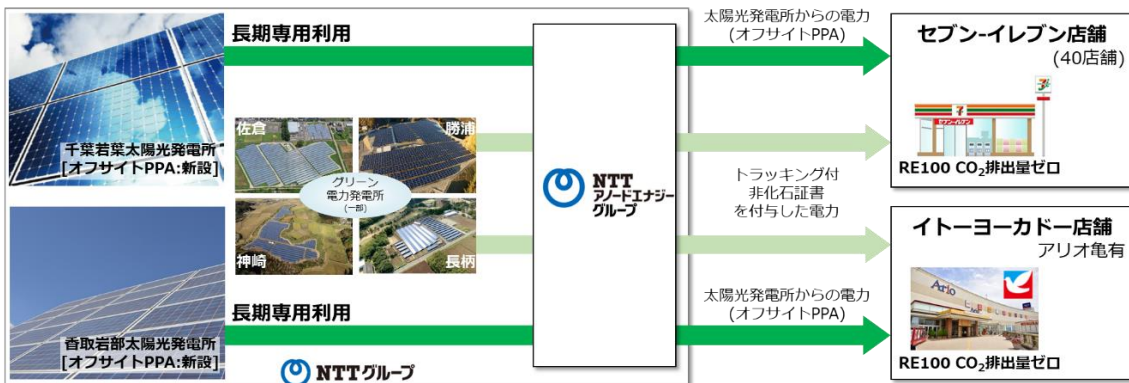 長期専用利用
千葉若葉太陽光発電所
[オフサイトPPA:新設]
佐倉
勝浦
グリーン
電力発電所
(一部)
神崎
長柄
香取岩部太陽光発電所
[オフサイトPPA:新設]
長期専用利用
NTTグループ
NTT
アノードエナジー
グループ
太陽光発電所からの電力
(オフサイトPPA)
トラッキング付
非化石証書
を付与した電力
太陽光発電所からの電力
(オフサイトPPA)
セブン-イレブン店舗
(40店舗)
7
セブン-イレブン
RE100 CO₂排出量ゼロ
イトーヨーカドー店舗
アリオ亀有
Ario
RE100 CO₂排出量ゼロ